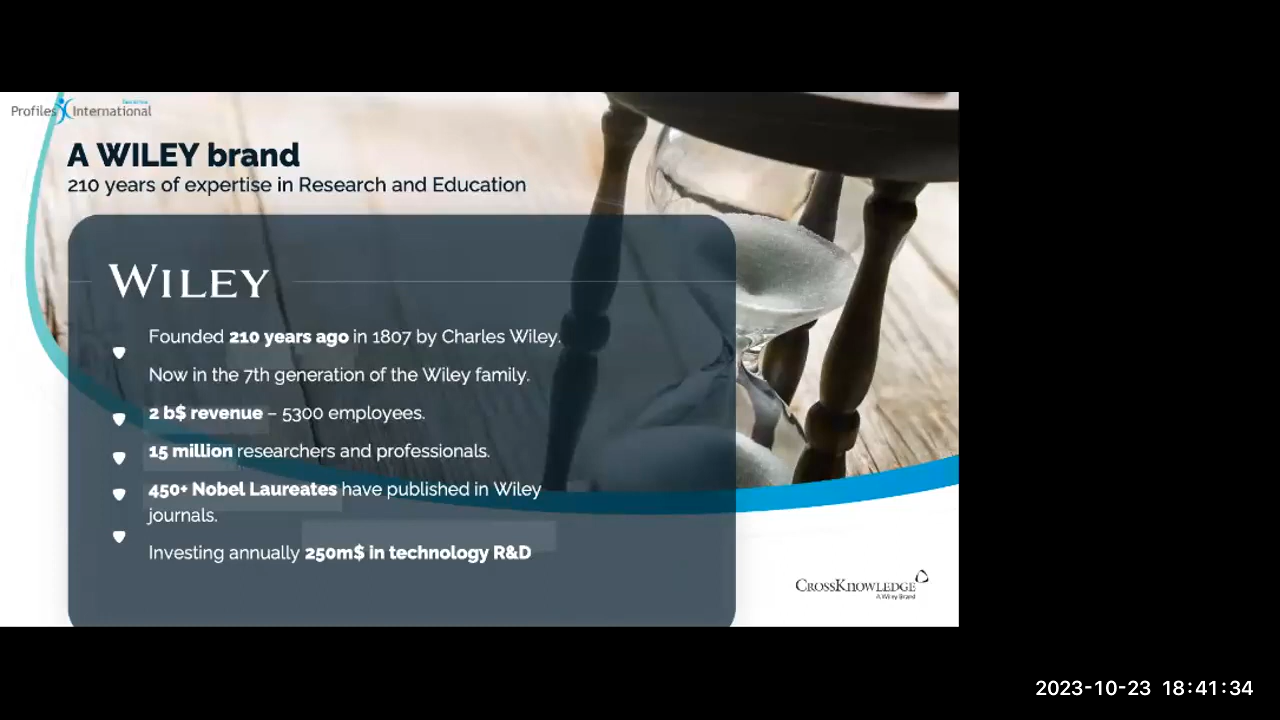 Profiles International
A WILEY brand
210 years of expertise in Research and Education
WILEY
Founded 210 years ago in 1807 by Charles Wiley.
Now in the 7th generation of the Wiley family.
2 b$ revenue – 5300 employees.
15 million researchers and professionals.
450+ Nobel Laureates have published in Wiley
journals.
Investing annually 250m$ in technology R&D
CROSSKNOWLEDGE
A Wiley Brand
2023-10-23 18:41:34